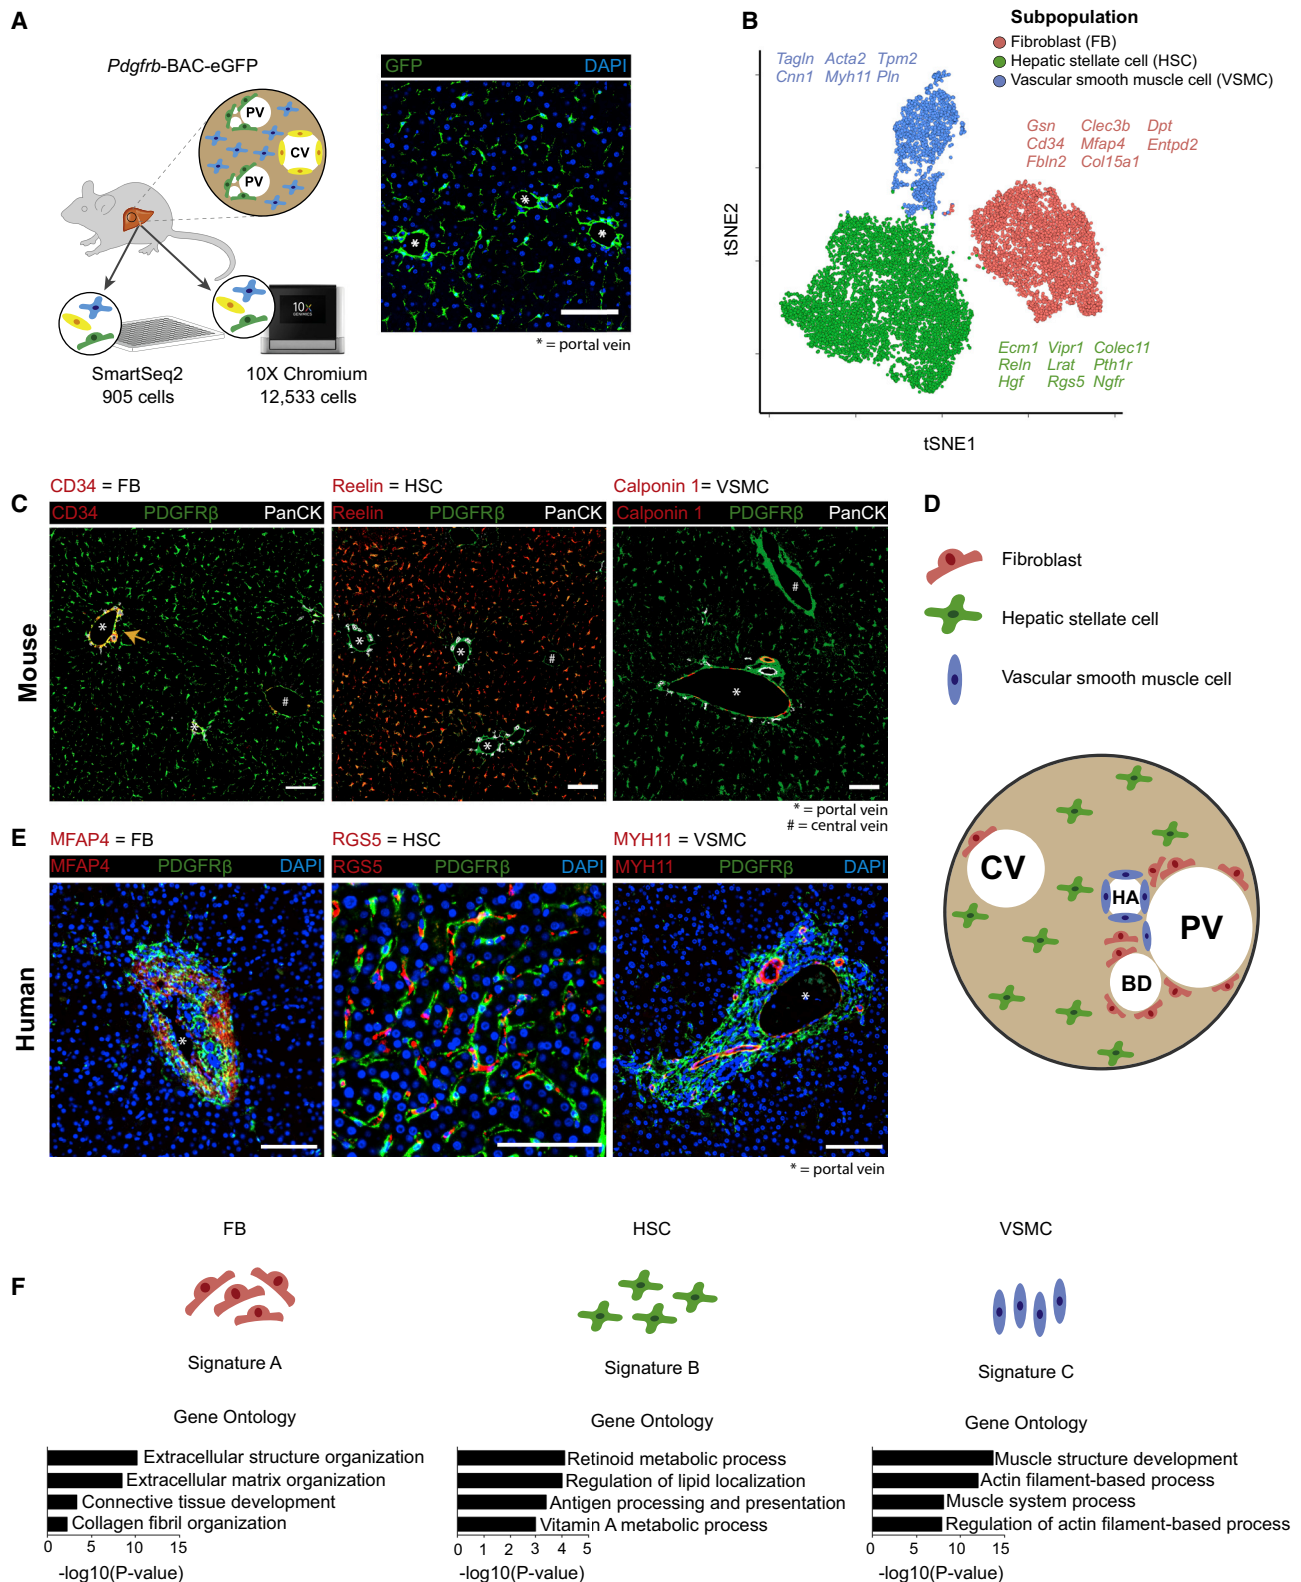 A
Pdgfrb-BAC-eGFP
PV
CV
PV
10X
GENOMICS
SmartSeq2
905 cells
10X Chromium
12,533 cells
GFP DAPI
*
*
*
* = portal vein
B
Subpopulation
Fibroblast (FB)
Hepatic stellate cell (HSC)
Vascular smooth muscle cell (VSMC)
Tagln Acta2 Tpm2
Cnn1 Myh11 Pln
Gsn Clec3b Dpt
Cd34 Mfap4 Entpd2
Fbln2 Col15a1
Ecm1 Vipr1 Colec11
Reln Lrat Pth1r
Hgf Rgs5 Ngfr
tSNE2
tSNE1
C
Mouse
CD34 = FB
CD34 PDGFRβ PanCK
*
#
*
Reelin = HSC
Reelin PDGFRβ PanCK
*
*
#
*
Calponin 1= VSMC
Calponin 1 PDGFRβ PanCK
#
*
* = portal vein
# = central vein
D
Fibroblast
Hepatic stellate cell
Vascular smooth muscle cell
CV
HA
PV
BD
E
Human
MFAP4 = FB
MFAP4 PDGFRβ DAPI
*
RGS5 = HSC
RGS5 PDGFRβ DAPI
MYH11 = VSMC
MYH11 PDGFRβ DAPI
*
* = portal vein
F
FB
Signature A
Gene Ontology
Extracellular structure organization
Extracellular matrix organization
Connective tissue development
Collagen fibril organization
0 5 10 15
-log10(P-value)
HSC
Signature B
Gene Ontology
Retinoid metabolic process
Regulation of lipid localization
Antigen processing and presentation
Vitamin A metabolic process
0 1 2 3 4 5
-log10(P-value)
VSMC
Signature C
Gene Ontology
Muscle structure development
Actin filament-based process
Muscle system process
Regulation of actin filament-based process
0 5 10 15
-log10(P-value)